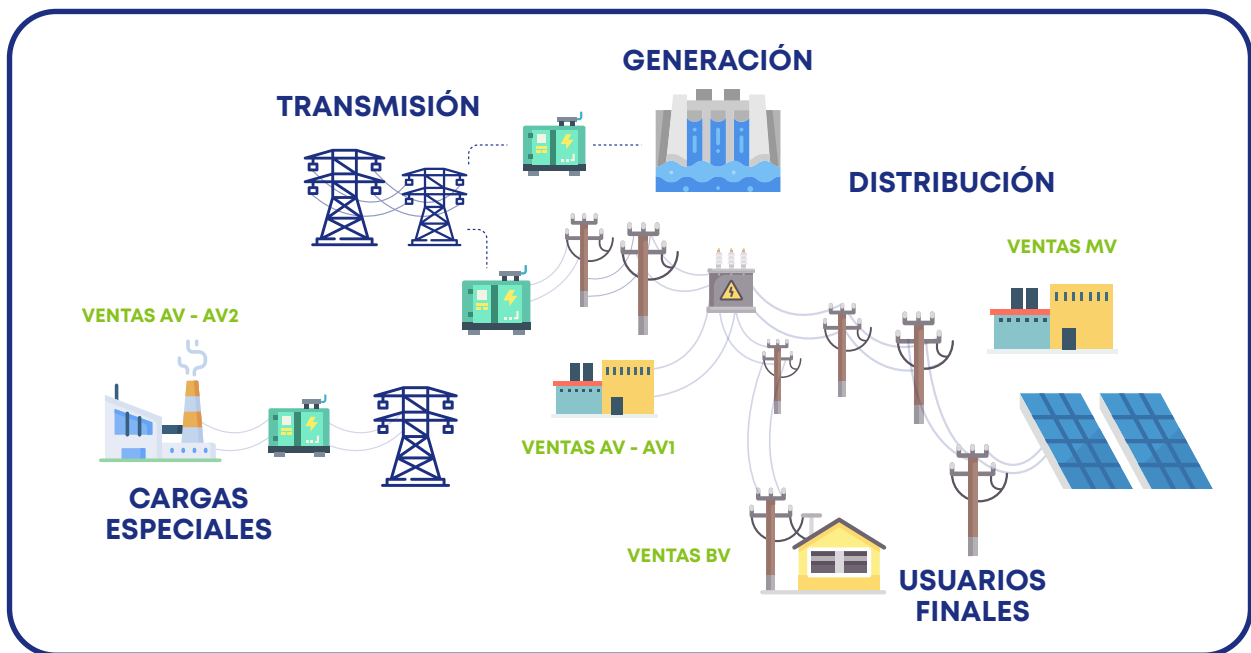 GENERACIÓN
TRANSMISIÓN
DISTRIBUCIÓN
VENTAS MV
VENTAS AV - AV2
VENTAS AV - AV1
CARGAS
ESPECIALES
VENTAS BV
USUARIOS
FINALES